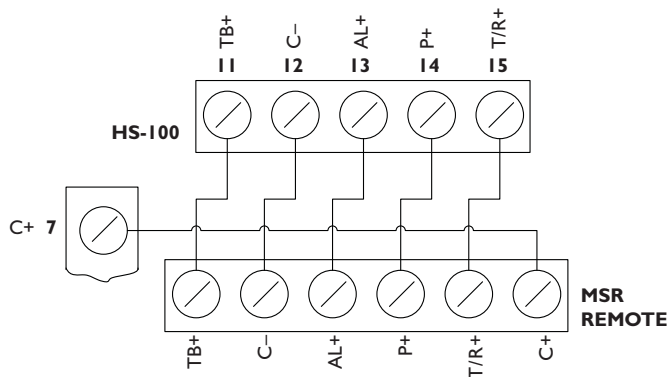 TB+ C– AL+ P+ T/R+
11 12 13 14 15
HS-100
C+ 7
MSR
REMOTE
TB+ C– AL+ P+ T/R+ C+